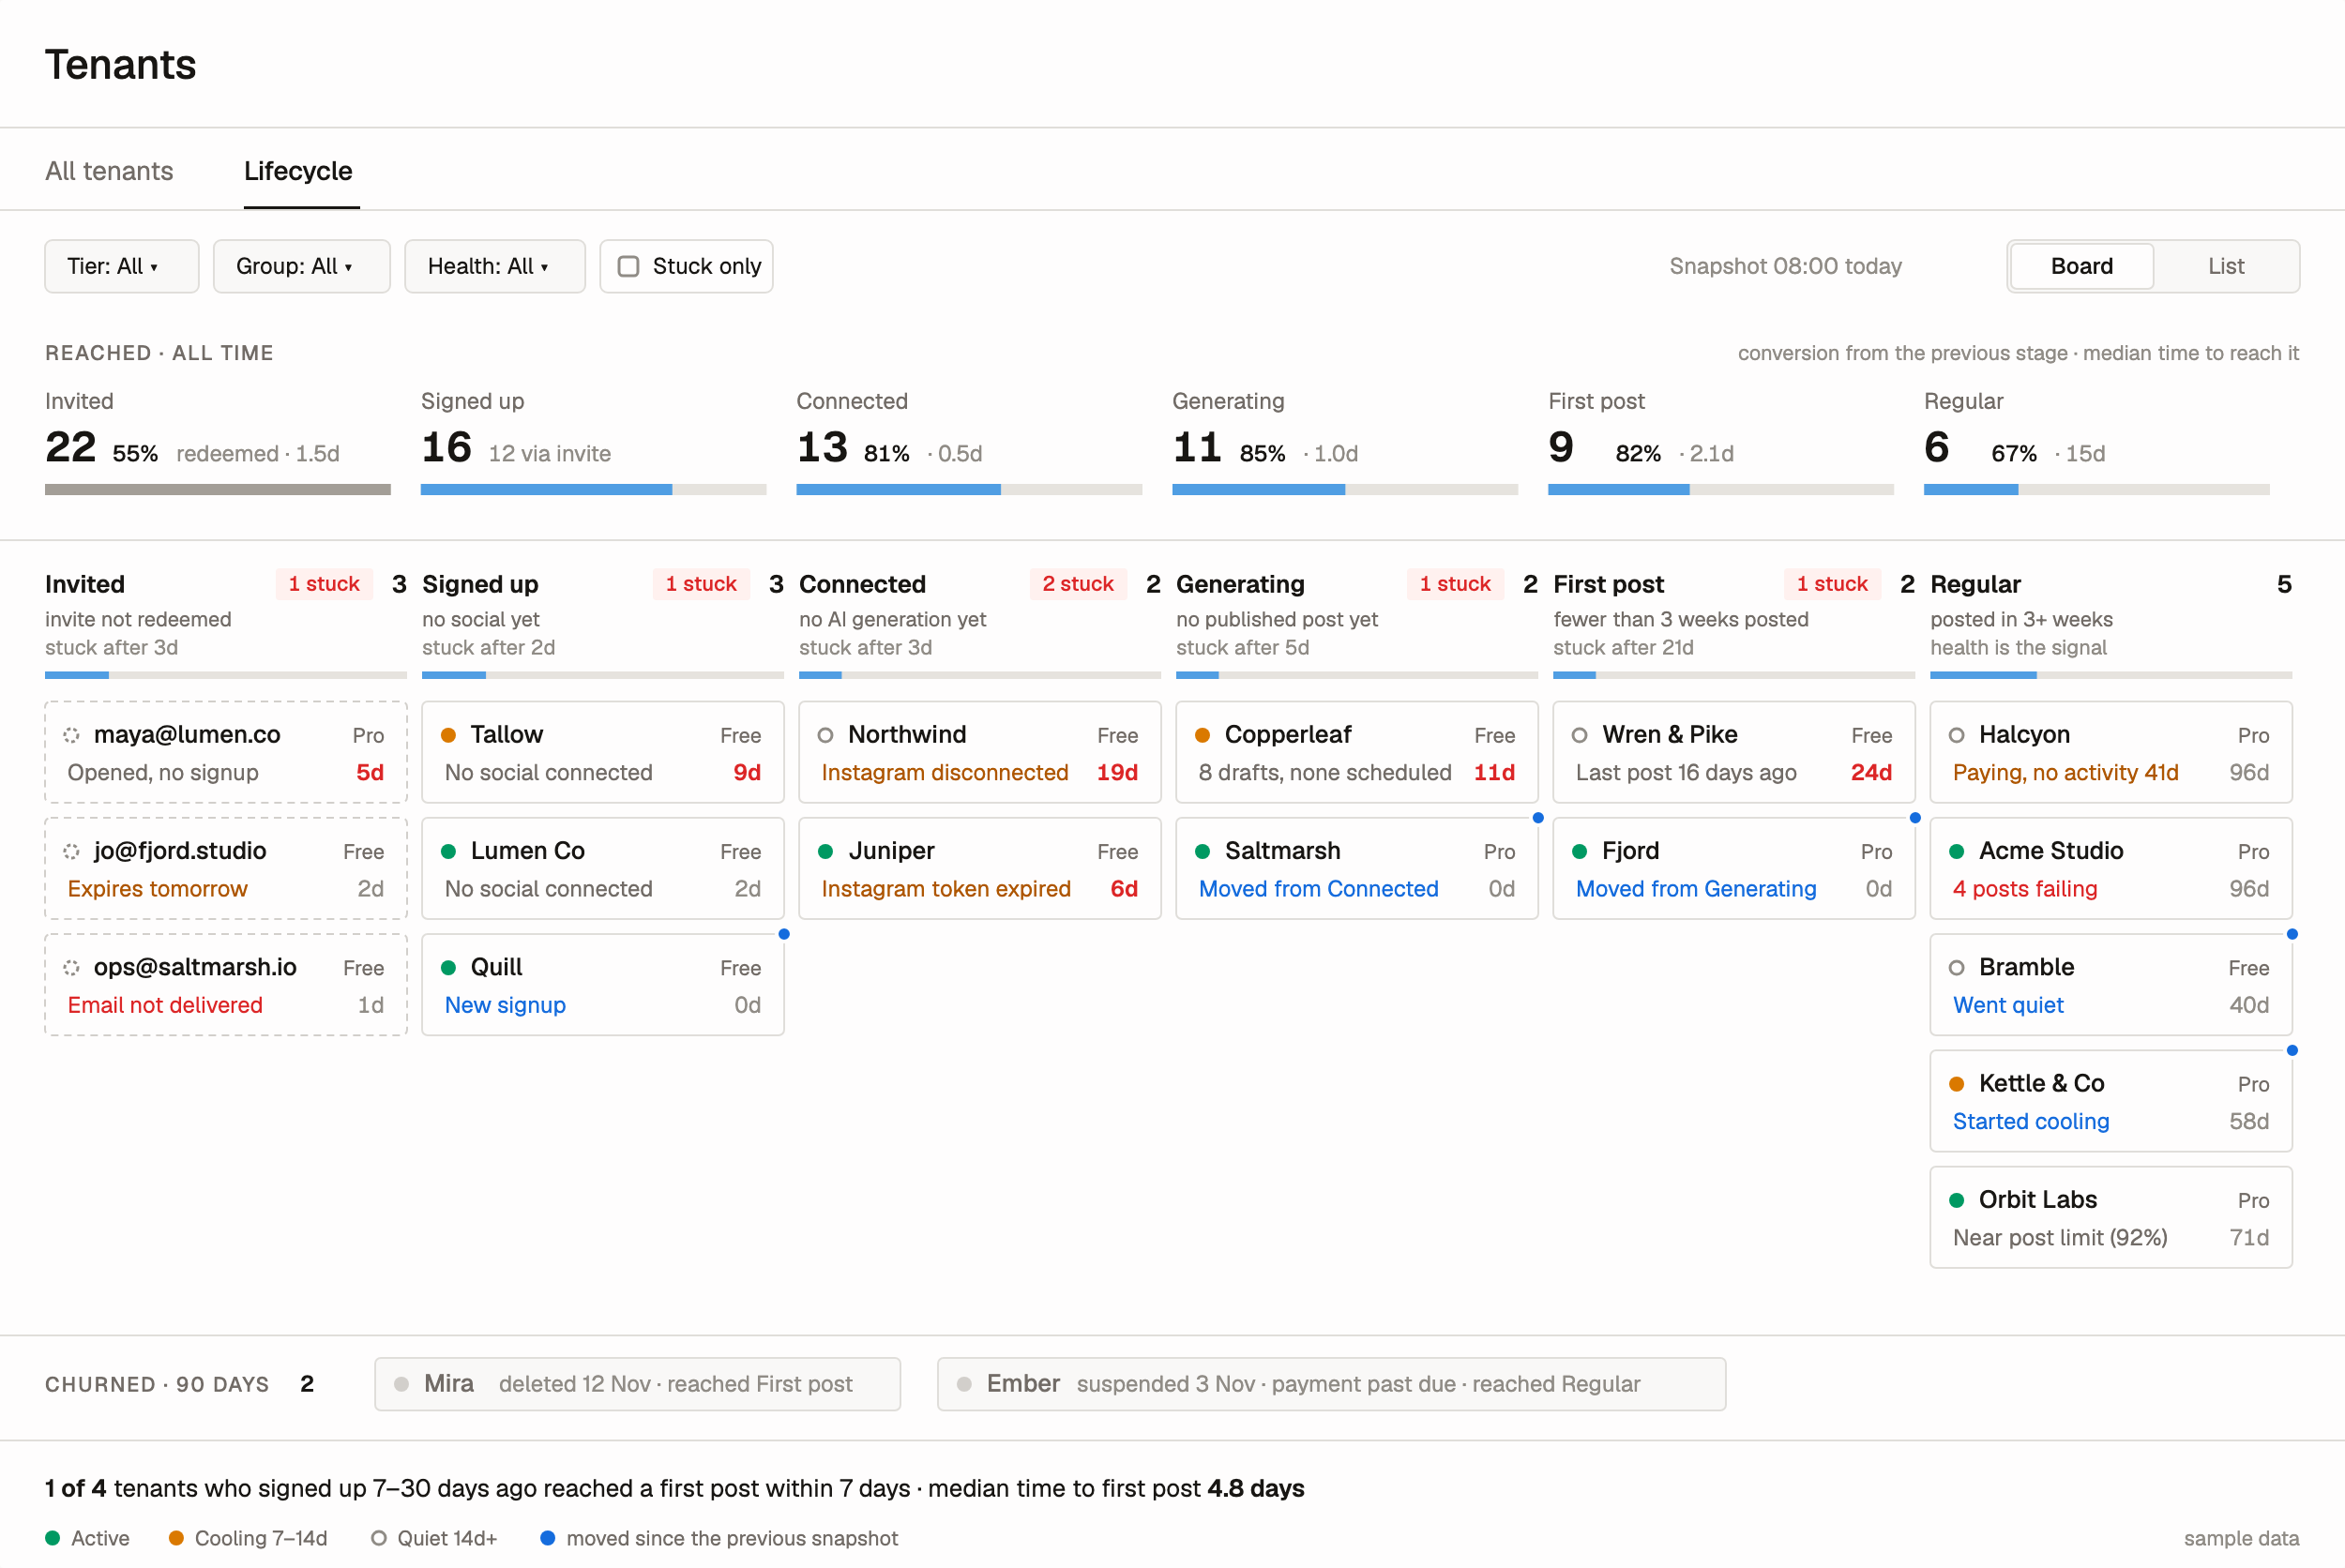 Tenants
All tenants
Lifecycle
Tier: All ▾
Group: All ▾
Health: All ▾
Stuck only
Snapshot 08:00 today
Board
List
REACHED · ALL TIME
conversion from the previous stage · median time to reach it
Invited
22 55% redeemed · 1.5d
Signed up
16 12 via invite
Connected
13 81% · 0.5d
Generating
11 85% · 1.0d
First post
9 82% · 2.1d
Regular
6 67% · 15d
Invited 1 stuck 3
invite not redeemed
stuck after 3d
maya@lumen.co Pro
Opened, no signup 5d
jo@fjord.studio Free
Expires tomorrow 2d
ops@saltmarsh.io Free
Email not delivered 1d
Signed up 1 stuck 3
no social yet
stuck after 2d
Tallow Free
No social connected 9d
Lumen Co Free
No social connected 2d
Quill Free
New signup 0d
Connected 2 stuck 2
no AI generation yet
stuck after 3d
Northwind Free
Instagram disconnected 19d
Juniper Free
Instagram token expired 6d
Generating 1 stuck 2
no published post yet
stuck after 5d
Copperleaf Free
8 drafts, none scheduled 11d
Saltmarsh Pro
Moved from Connected 0d
First post 1 stuck 2
fewer than 3 weeks posted
stuck after 21d
Wren & Pike Free
Last post 16 days ago 24d
Fjord Pro
Moved from Generating 0d
Regular 5
posted in 3+ weeks
health is the signal
Halcyon Pro
Paying, no activity 41d 96d
Acme Studio Pro
4 posts failing 96d
Bramble Free
Went quiet 40d
Kettle & Co Pro
Started cooling 58d
Orbit Labs Pro
Near post limit (92%) 71d
CHURNED · 90 DAYS 2
Mira deleted 12 Nov · reached First post
Ember suspended 3 Nov · payment past due · reached Regular
1 of 4 tenants who signed up 7–30 days ago reached a first post within 7 days · median time to first post 4.8 days
Active
Cooling 7–14d
Quiet 14d+
moved since the previous snapshot
sample data